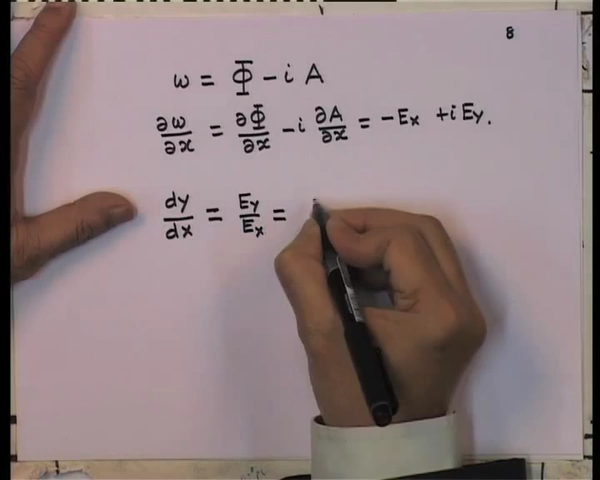 8
ω = Φ - i A
∂ω/∂x = ∂Φ/∂x - i ∂A/∂x = -Ex + i Ey.
dy/dx = Ey/Ex =